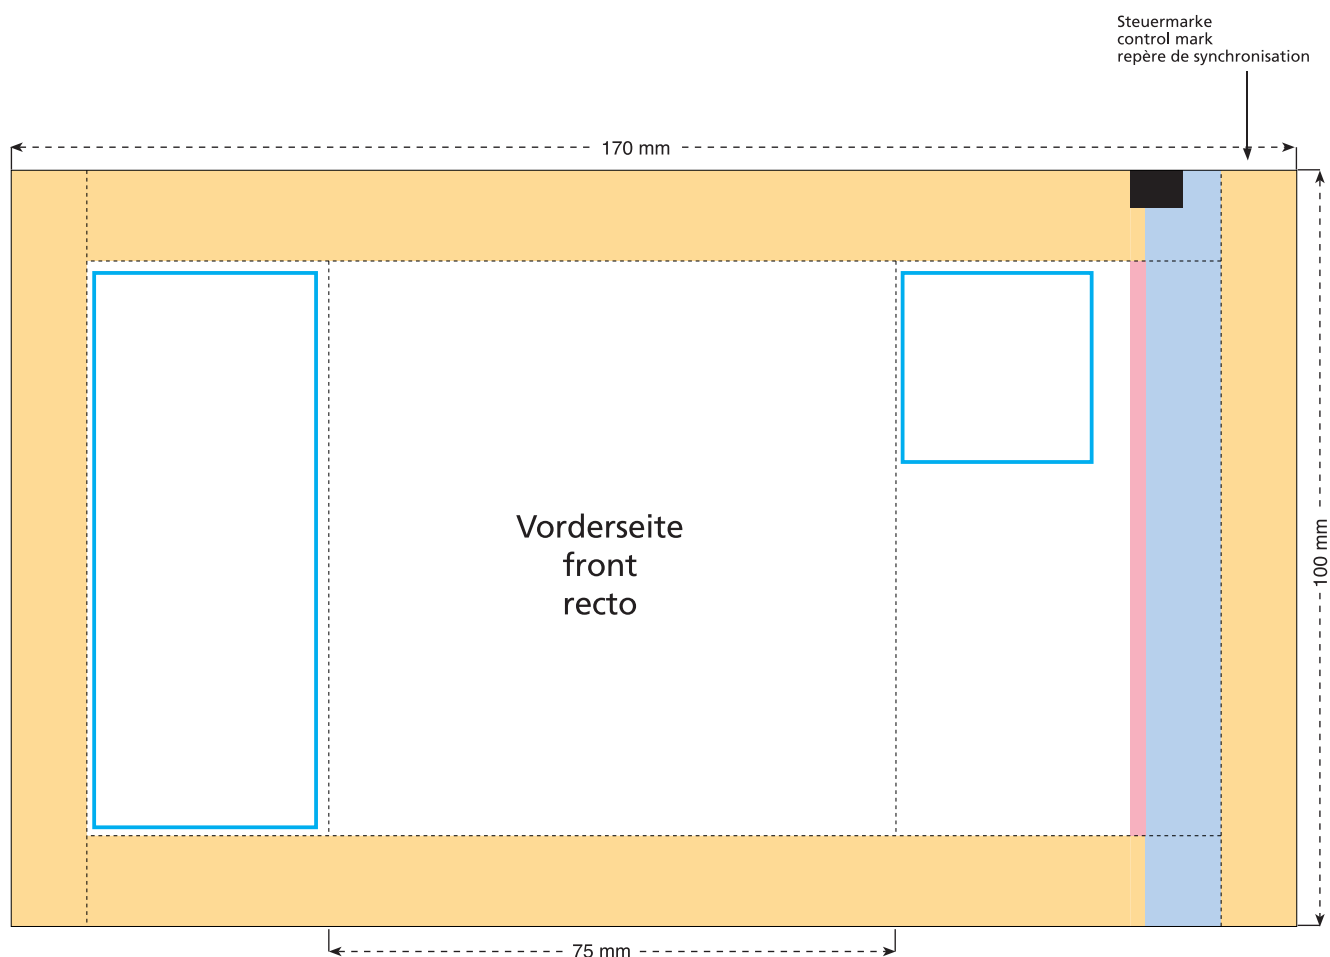 Steuermarke
control mark
repère de synchronisation
170 mm
Vorderseite
front
recto
100 mm
75 mm